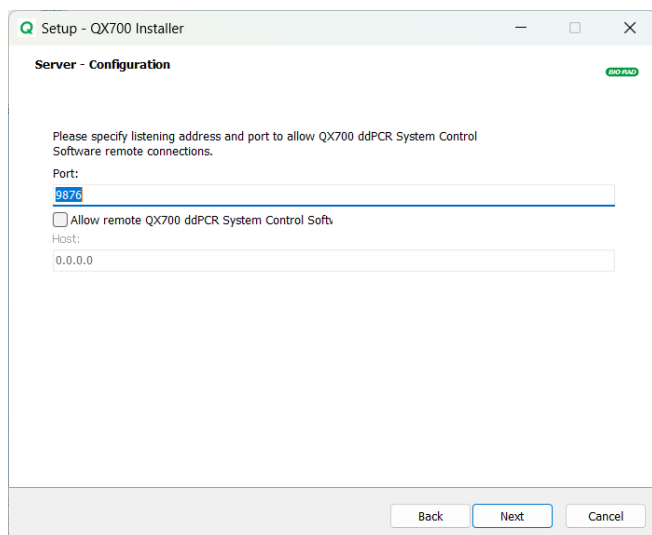 Setup - QX700 Installer
Server - Configuration
BIO-RAD
Please specify listening address and port to allow QX700 ddPCR System Control
Software remote connections.
Port:
9876
Allow remote QX700 ddPCR System Control Softv
Host:
0.0.0.0
Back Next Cancel